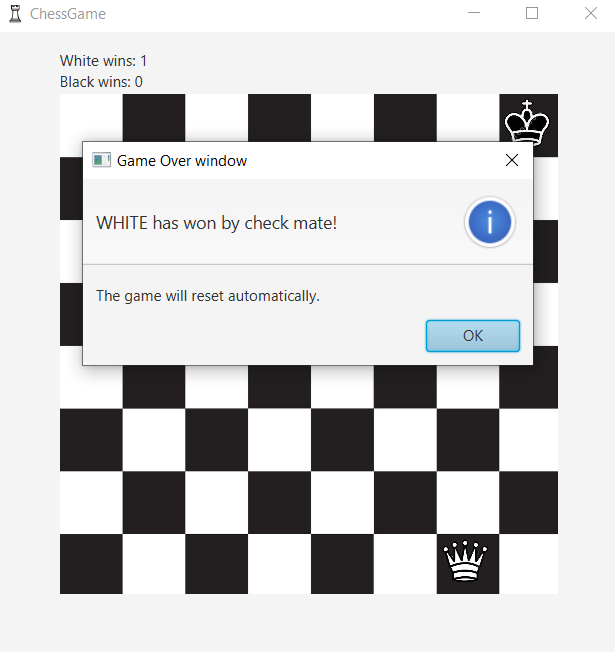 ChessGame
White wins: 1
Black wins: 0
Game Over window
WHITE has won by check mate!
The game will reset automatically.
OK